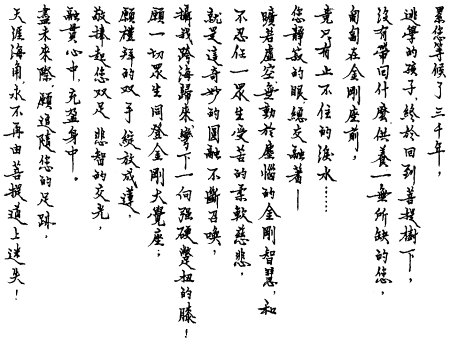 累您等候了三千年，
逃學的孩子終於回到菩提樹下，
沒有帶回什麼供養一無所缺的您，
匍匐在金剛座前，
竟只有止不住的淚水……
您靜寂的眼總交融著—
曠若虛空無動於塵惱的金剛智慧，和
不忍任一眾生受苦的柔軟慈悲，
就是這奇妙的圓融不斷召喚，
攝我跨海歸來彎下一向強硬彆扭的膝！
願一切眾生同登金剛大覺座；
願禮拜的双手綻放成蓮，
敬捧起您双足悲智的交光，
融貫心中，充盈身中。
盡未來際願追隨您的足跡，
天涯海角，永不再由菩提道上迷失！